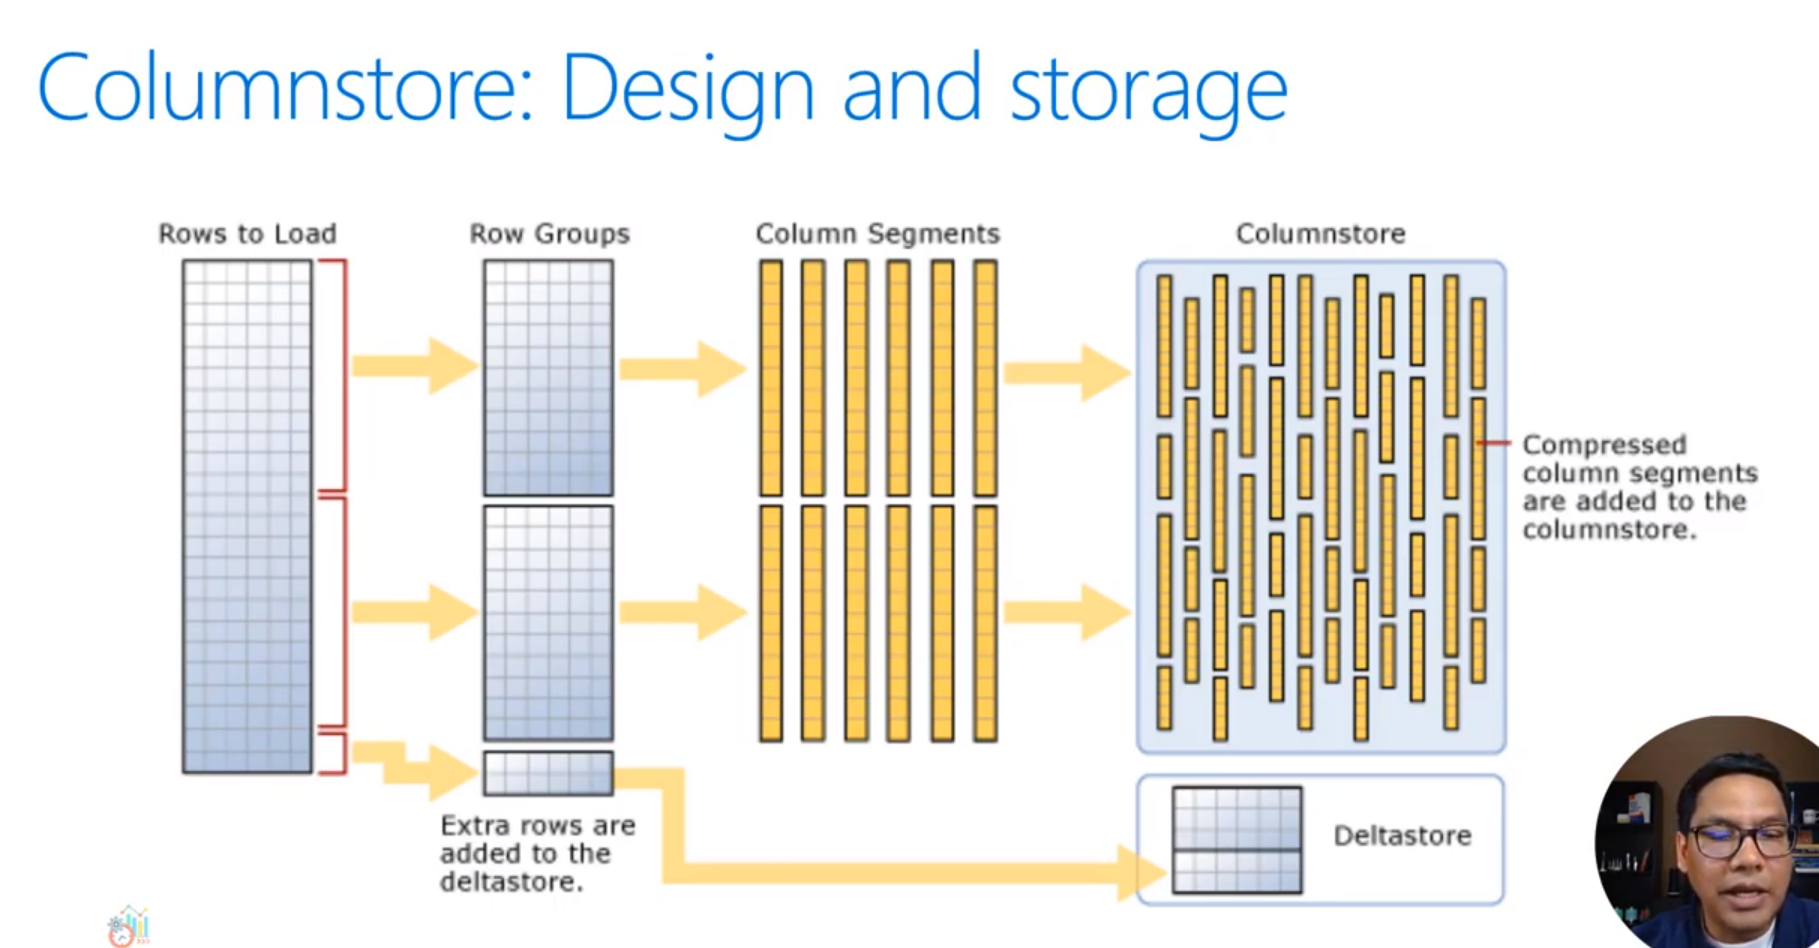 Columnstore: Design and storage
Rows to Load
Row Groups
Column Segments
Columnstore
Compressed
column segments
are added to the
columnstore.
Extra rows are
added to the
deltastore.
Deltastore